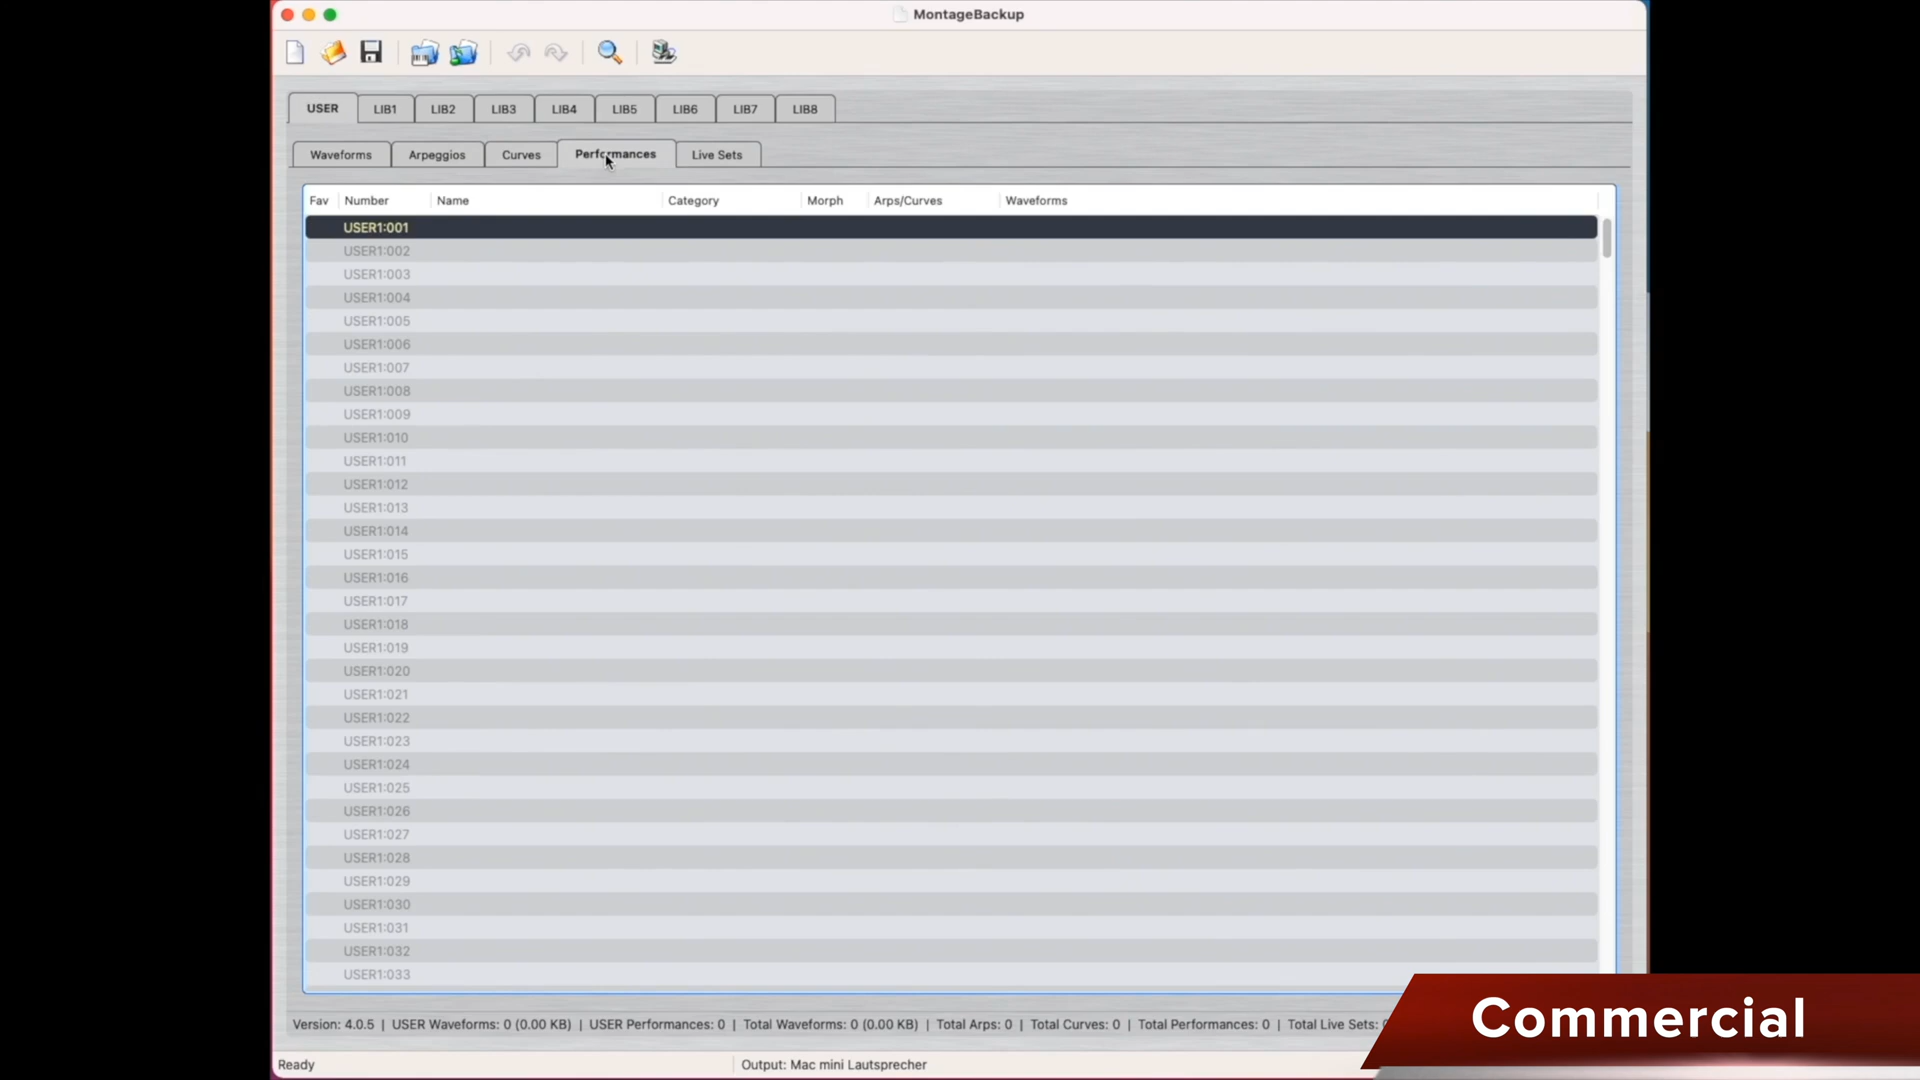 MontageBackup
USER LIB1 LIB2 LIB3 LIB4 LIB5 LIB6 LIB7 LIB8
Waveforms Arpeggios Curves Performances Live Sets
Fav Number Name Category Morph Arps/Curves Waveforms
USER1:001
USER1:002
USER1:003
USER1:004
USER1:005
USER1:006
USER1:007
USER1:008
USER1:009
USER1:010
USER1:011
USER1:012
USER1:013
USER1:014
USER1:015
USER1:016
USER1:017
USER1:018
USER1:019
USER1:020
USER1:021
USER1:022
USER1:023
USER1:024
USER1:025
USER1:026
USER1:027
USER1:028
USER1:029
USER1:030
USER1:031
USER1:032
USER1:033
Version: 4.0.5 | USER Waveforms: 0 (0.00 KB) | USER Performances: 0 | Total Waveforms: 0 (0.00 KB) | Total Arps: 0 | Total Curves: 0 | Total Performances: 0 | Total Live Sets:
Commercial
Ready Output: Mac mini Lautsprecher